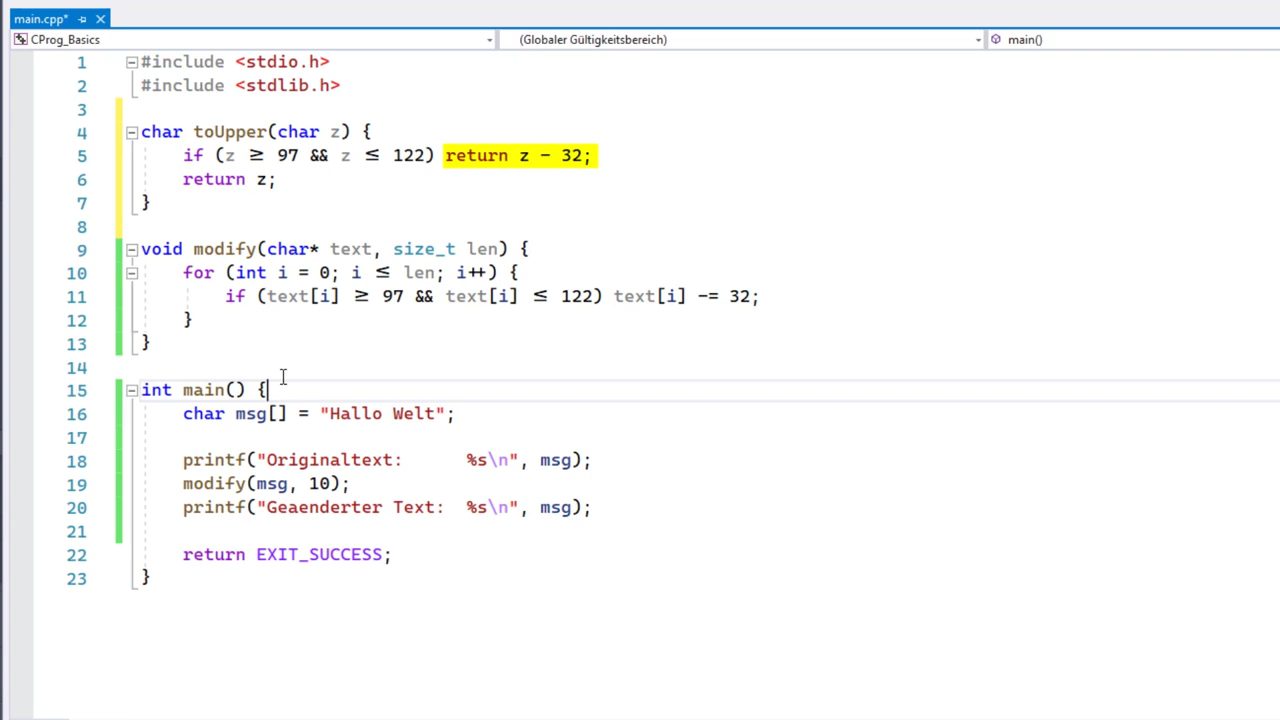 main.cpp*
CProg_Basics (Globaler Gültigkeitsbereich) main()
1 #include <stdio.h>
2 #include <stdlib.h>
3
4 char toUpper(char z) {
5 if (z ≥ 97 && z ≤ 122) return z - 32;
6 return z;
7 }
8
9 void modify(char* text, size_t len) {
10 for (int i = 0; i ≤ len; i++) {
11 if (text[i] ≥ 97 && text[i] ≤ 122) text[i] -= 32;
12 }
13 }
14
15 int main() {
16 char msg[] = "Hallo Welt";
17
18 printf("Originaltext:      %s\n", msg);
19 modify(msg, 10);
20 printf("Geaenderter Text:  %s\n", msg);
21
22 return EXIT_SUCCESS;
23 }